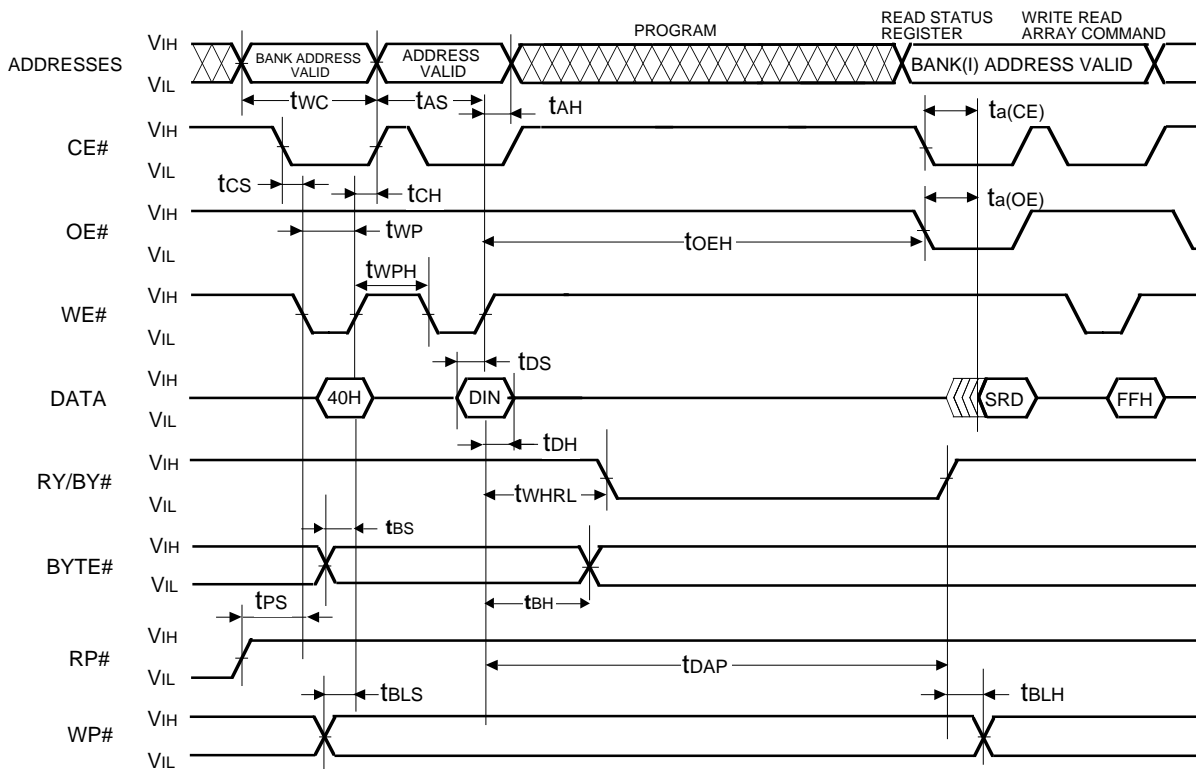 PROGRAM
READ STATUS
REGISTER
WRITE READ
ARRAY COMMAND
ADDRESSES
VIH
VIL
BANK ADDRESS
VALID
ADDRESS
VALID
BANK(I) ADDRESS VALID
tWC
tAS
tAH
ta(CE)
CE#
VIH
VIL
tCS
tCH
ta(OE)
OE#
VIH
VIL
tWP
tOEH
tWPH
WE#
VIH
VIL
tDS
DATA
VIH
VIL
40H
DIN
SRD
FFH
tDH
RY/BY#
VIH
VIL
tWHRL
tBS
BYTE#
VIH
VIL
tPS
tBH
RP#
VIH
VIL
tDAP
tBLS
tBLH
WP#
VIH
VIL